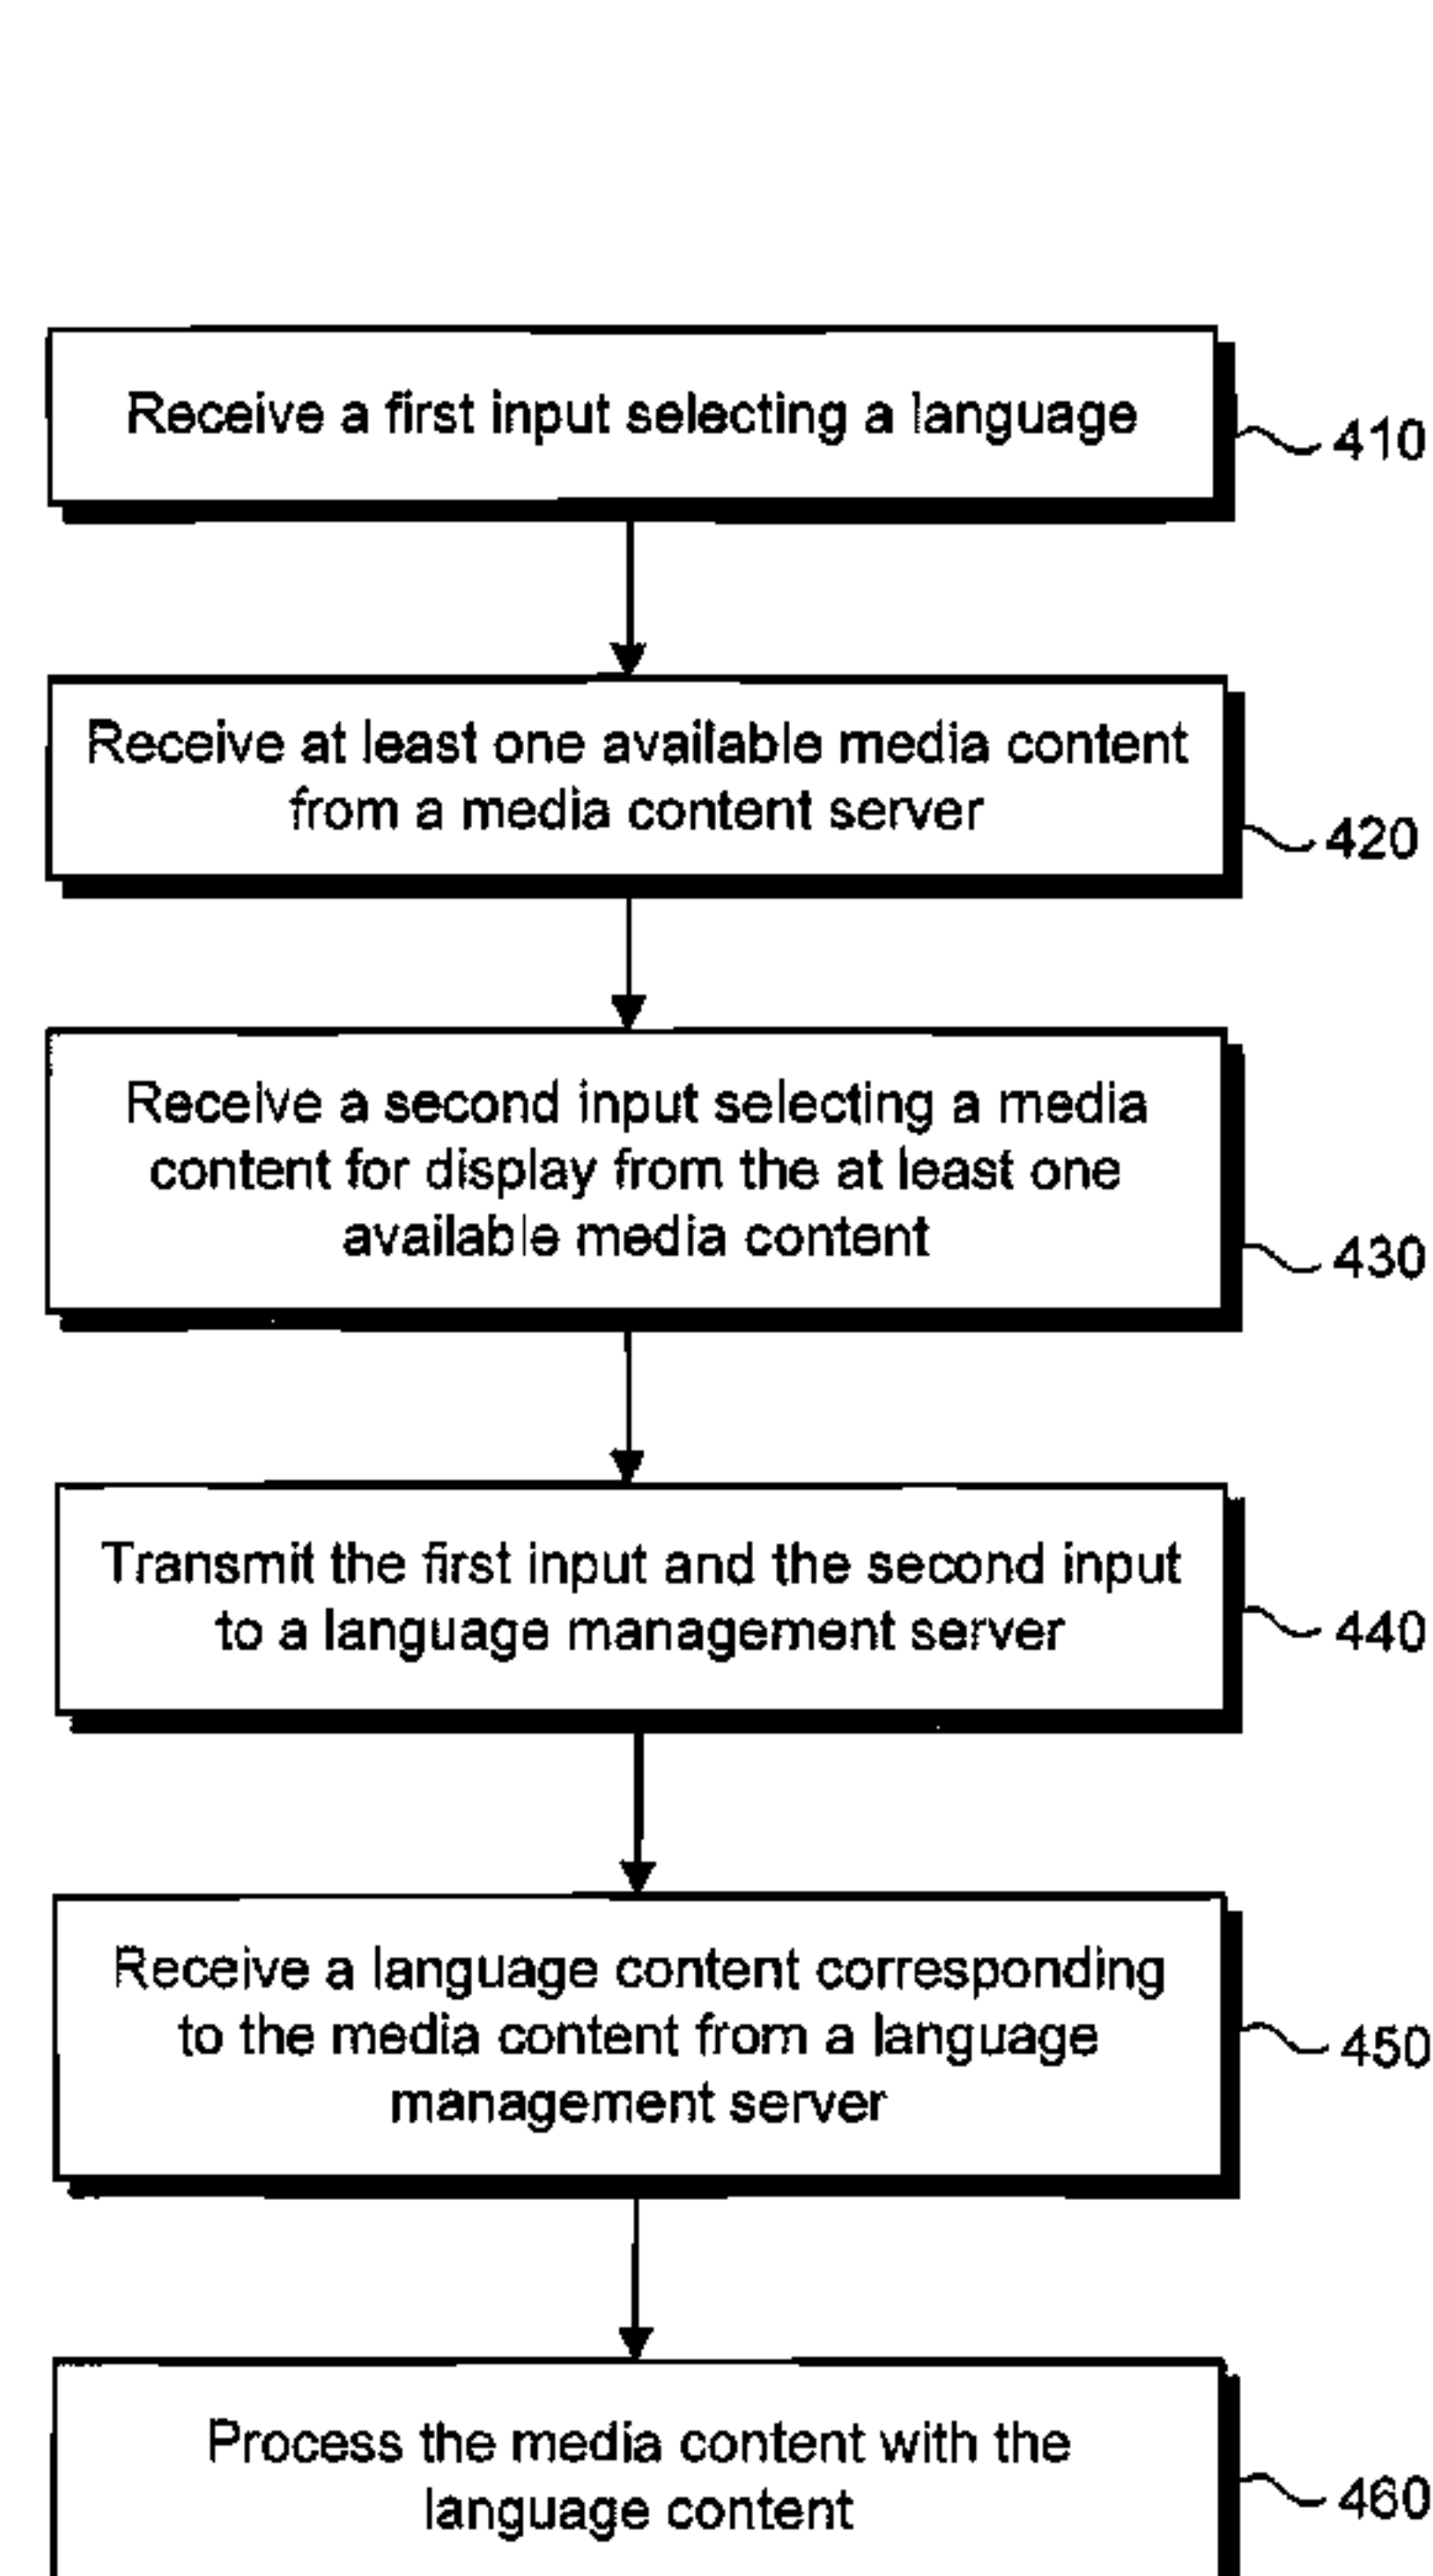 Receive a first input selecting a language
410
Receive at least one available media content
from a media content server
420
Receive a second input selecting a media
content for display from the at least one
available media content
430
Transmit the first input and the second input
to a language management server
440
Receive a language content corresponding
to the media content from a language
management server
450
Process the media content with the
language content
460